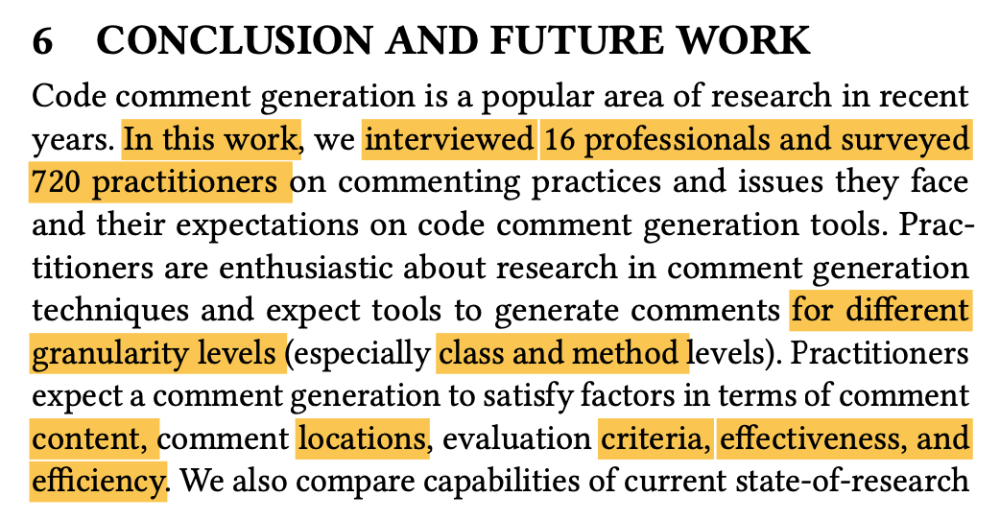 6 CONCLUSION AND FUTURE WORK
Code comment generation is a popular area of research in recent
years. In this work, we interviewed 16 professionals and surveyed
720 practitioners on commenting practices and issues they face
and their expectations on code comment generation tools. Prac-
titioners are enthusiastic about research in comment generation
techniques and expect tools to generate comments for different
granularity levels (especially class and method levels). Practitioners
expect a comment generation to satisfy factors in terms of comment
content, comment locations, evaluation criteria, effectiveness, and
efficiency. We also compare capabilities of current state-of-research